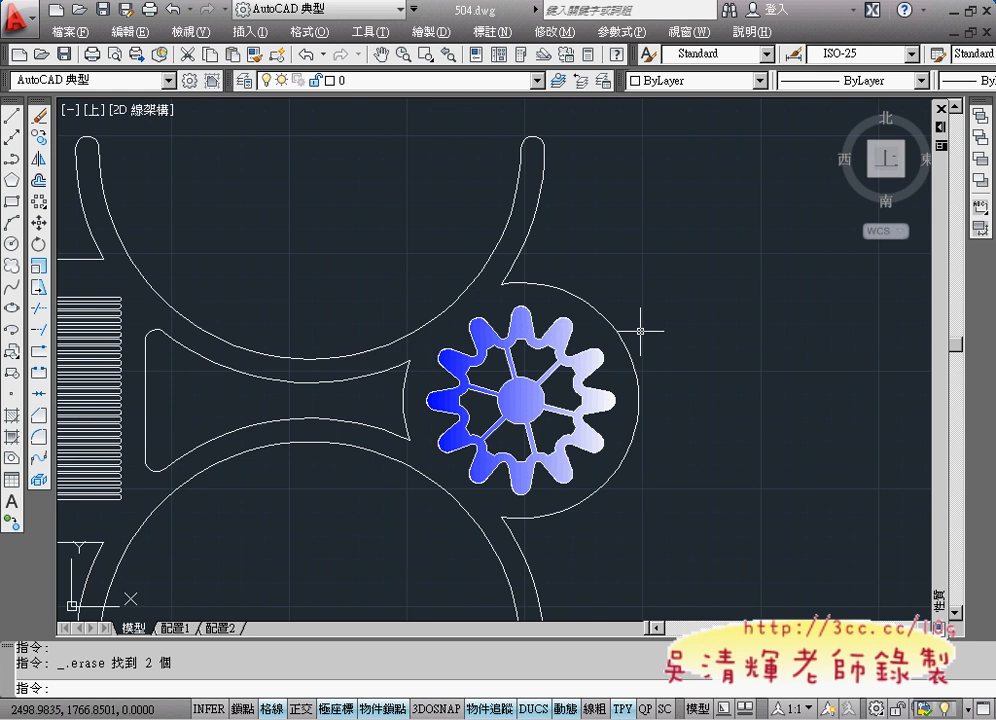 AutoCAD 典型
504.dwg
鍵入關鍵字或詞組
登入
檔案(F)
編輯(E)
檢視(V)
插入(I)
格式(O)
工具(T)
繪製(D)
標註(N)
修改(M)
參數式(P)
視窗(W)
說明(H)
Standard
ISO-25
Standard
AutoCAD 典型
0
ByLayer
ByLayer
[−] [上] [2D 線架構]
北
西
上
東
南
WCS
Y
X
性質
模型
配置1
配置2
指令:
指令: _.erase 找到 2 個
指令:
http://3cc.cc/10g
吳清輝老師錄製
2498.9835, 1766.8501, 0.0000
INFER
鎖點
格線
正交
極座標
物件鎖點
3DOSNAP
物件追蹤
DUCS
動態
線粗
TPY
QP
SC
模型
1:1